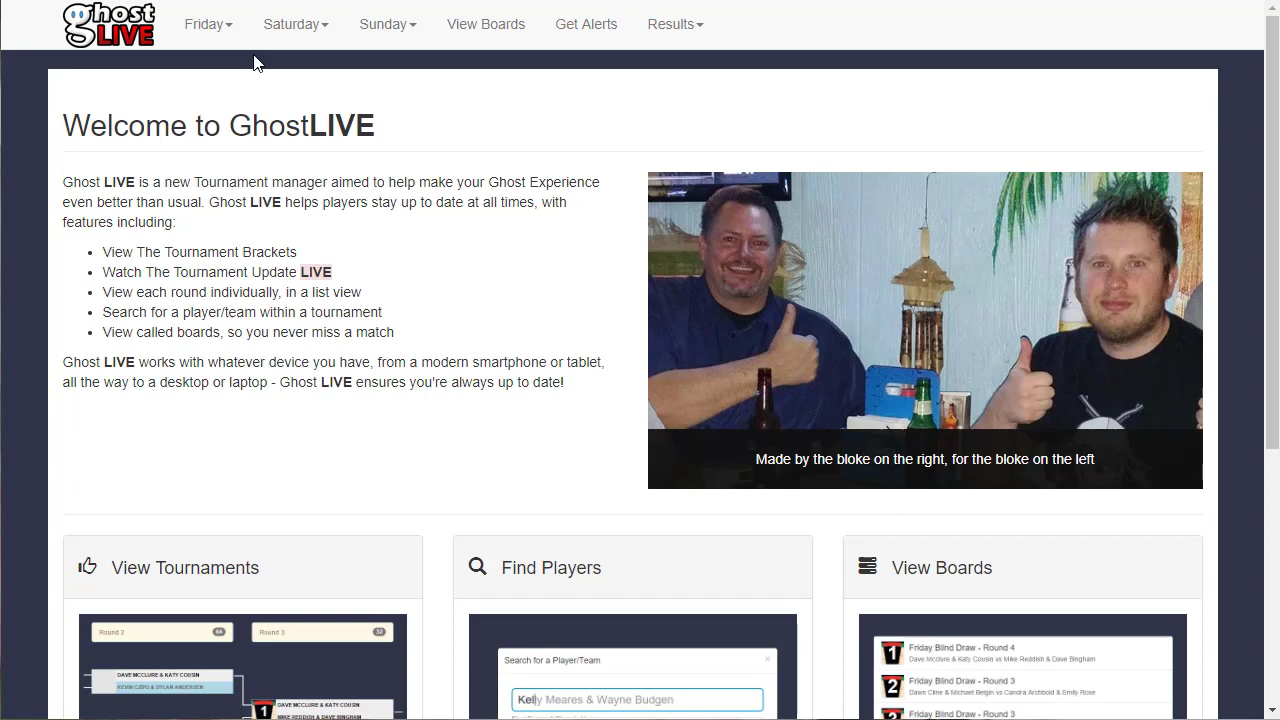 ghost LIVE
Friday Saturday Sunday View Boards Get Alerts Results
Welcome to GhostLIVE
Ghost LIVE is a new Tournament manager aimed to help make your Ghost Experience
even better than usual. Ghost LIVE helps players stay up to date at all times, with
features including:
• View The Tournament Brackets
• Watch The Tournament Update LIVE
• View each round individually, in a list view
• Search for a player/team within a tournament
• View called boards, so you never miss a match
Ghost LIVE works with whatever device you have, from a modern smartphone or tablet,
all the way to a desktop or laptop - Ghost LIVE ensures you're always up to date!
Made by the bloke on the right, for the bloke on the left
View Tournaments
Round 2 64 Round 3 32
DAVE MCCLURE & KATY COUSIN
KEVIN CZIPO & DYLAN ANDERSEN
1 DAVE MCCLURE & KATY COUSIN
MIKE REDDISH & DAVE BINGHAM
Find Players
Search for a Player/Team ×
Kelly Meares & Wayne Budgen
View Boards
1 Friday Blind Draw - Round 4
Dave Mcclure & Katy Cousin vs Mike Reddish & Dave Bingham
2 Friday Blind Draw - Round 3
Dawn Cline & Michael Belgin vs Candra Archbold & Emily Rose
Friday Blind Draw - Round 3